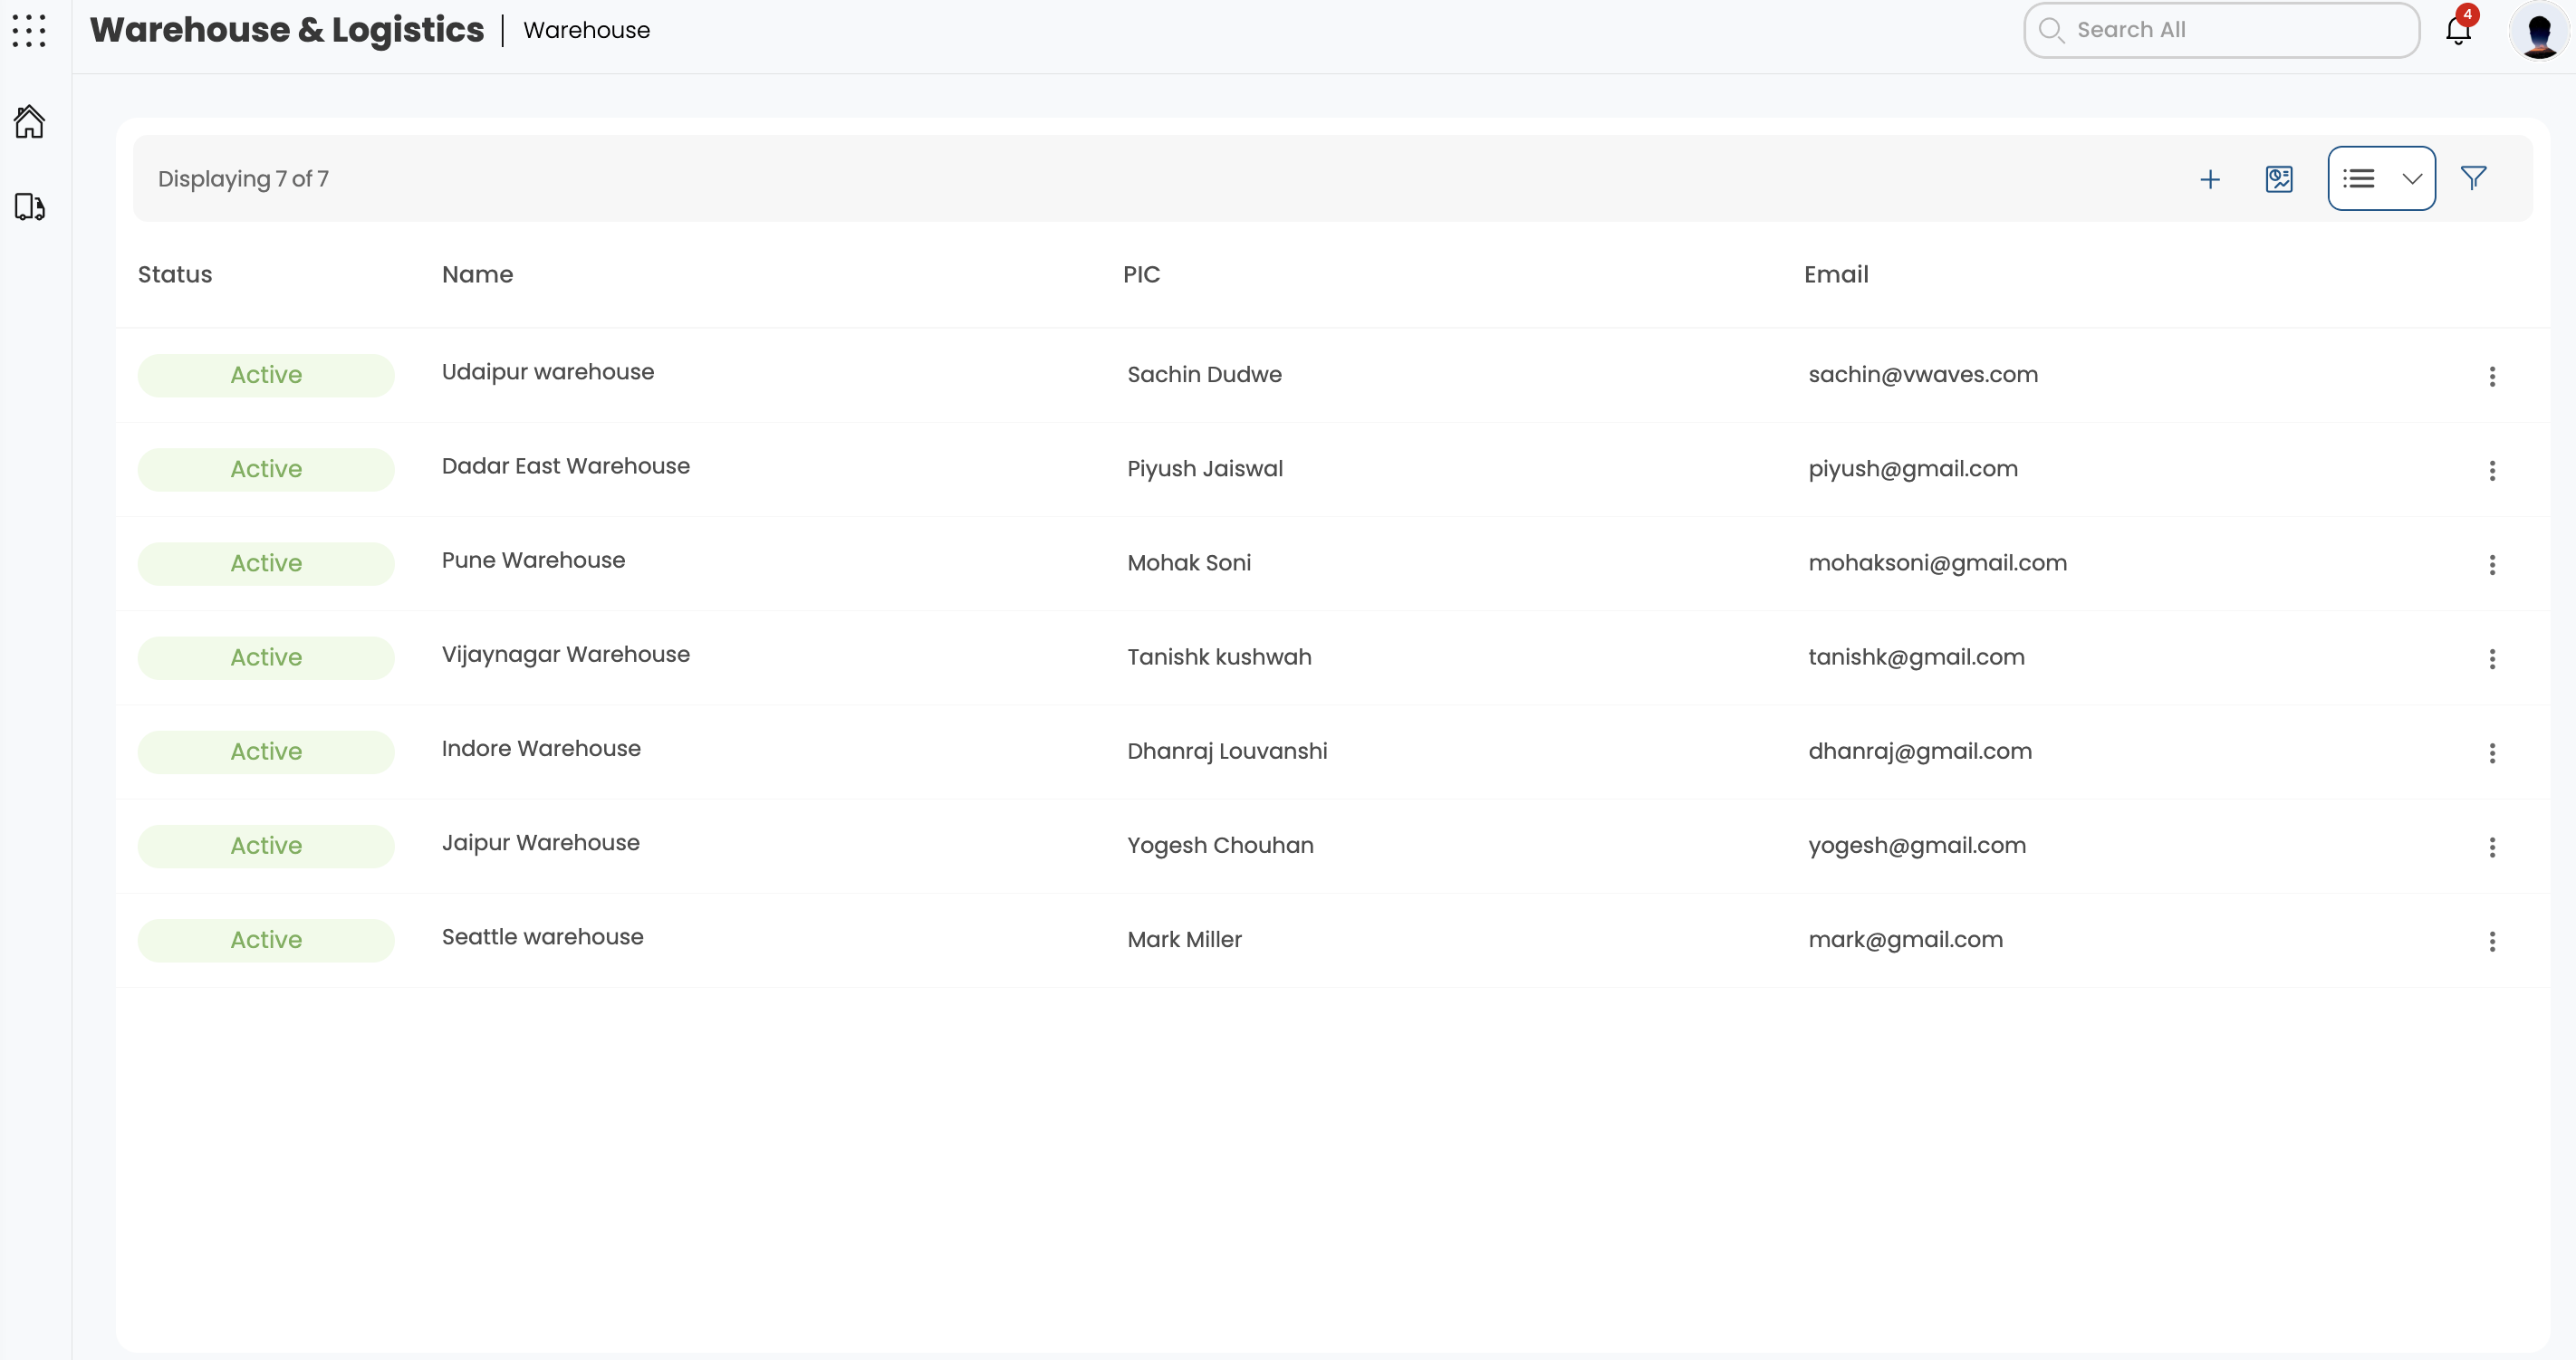 Warehouse & Logistics | Warehouse
Search All
4
Displaying 7 of 7
Status Name PIC Email
Active Udaipur warehouse Sachin Dudwe sachin@vwaves.com
Active Dadar East Warehouse Piyush Jaiswal piyush@gmail.com
Active Pune Warehouse Mohak Soni mohaksoni@gmail.com
Active Vijaynagar Warehouse Tanishk kushwah tanishk@gmail.com
Active Indore Warehouse Dhanraj Louvanshi dhanraj@gmail.com
Active Jaipur Warehouse Yogesh Chouhan yogesh@gmail.com
Active Seattle warehouse Mark Miller mark@gmail.com